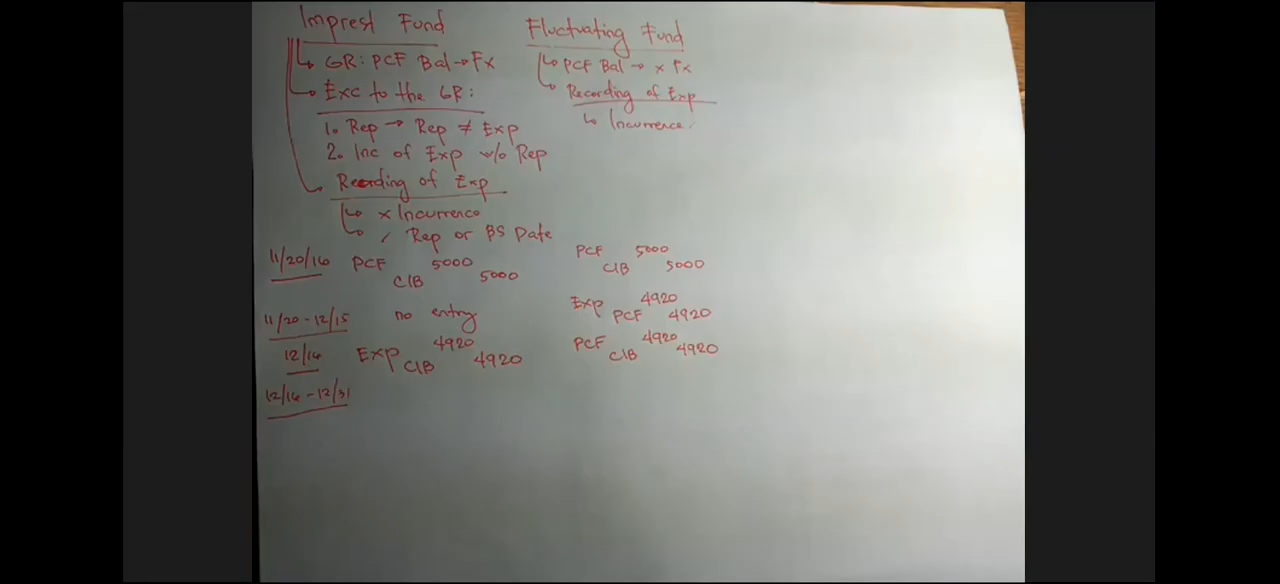 Imprest Fund
GR: PCF Bal → Fx
Exc to the GR:
1. Rep → Rep ≠ Exp
2. Inc of Exp w/o Rep
Recording of Exp
x Incurrence
✓ Rep or BS Date
Fluctuating Fund
PCF Bal → x Fx
Recording of Exp
Incurrence
11/20/16 PCF 5000
CIB 5000
PCF 5000
CIB 5000
11/20 - 12/15 no entry
Exp 4920
PCF 4920
12/16 Exp 4920
CIB 4920
PCF 4920
CIB 4920
12/16 - 12/31